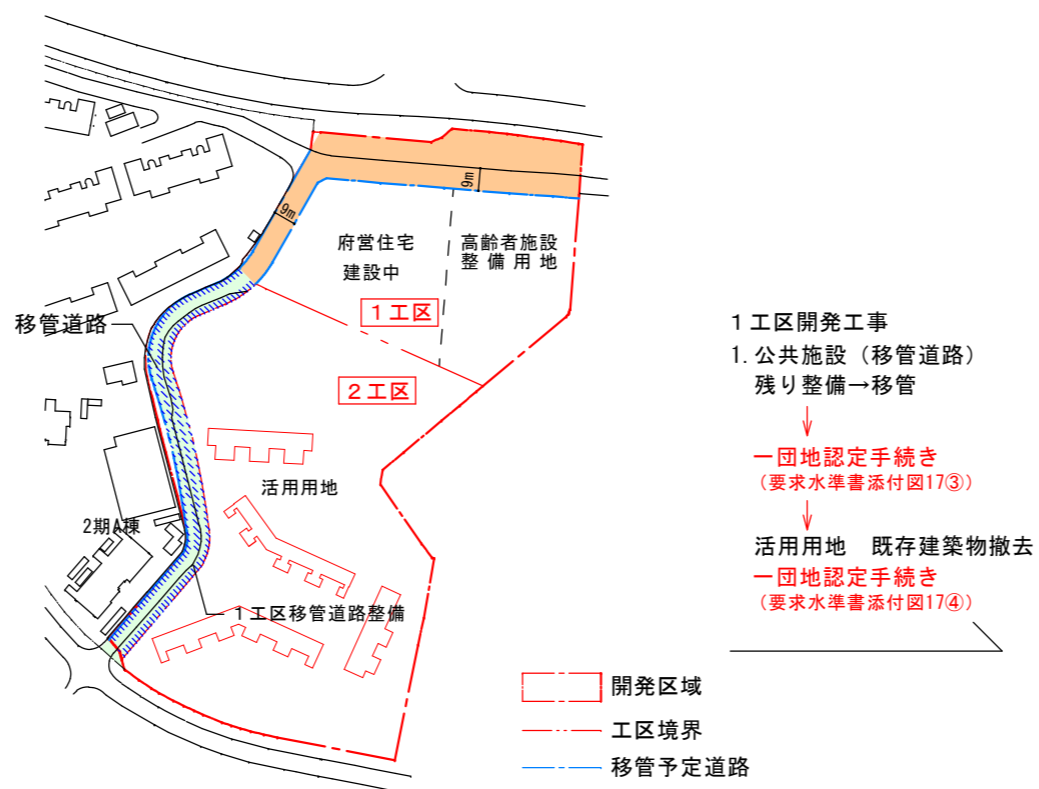 9m
9m
府営住宅
建設中
高齢者施設
整備用地
1工区
移管道路
2工区
活用用地
2期A棟
1工区移管道路整備
1工区開発工事
1. 公共施設（移管道路）
残り整備→移管
一団地認定手続き
（要求水準書添付図17③）
活用用地　既存建築物撤去
一団地認定手続き
（要求水準書添付図17④）
開発区域
工区境界
移管予定道路